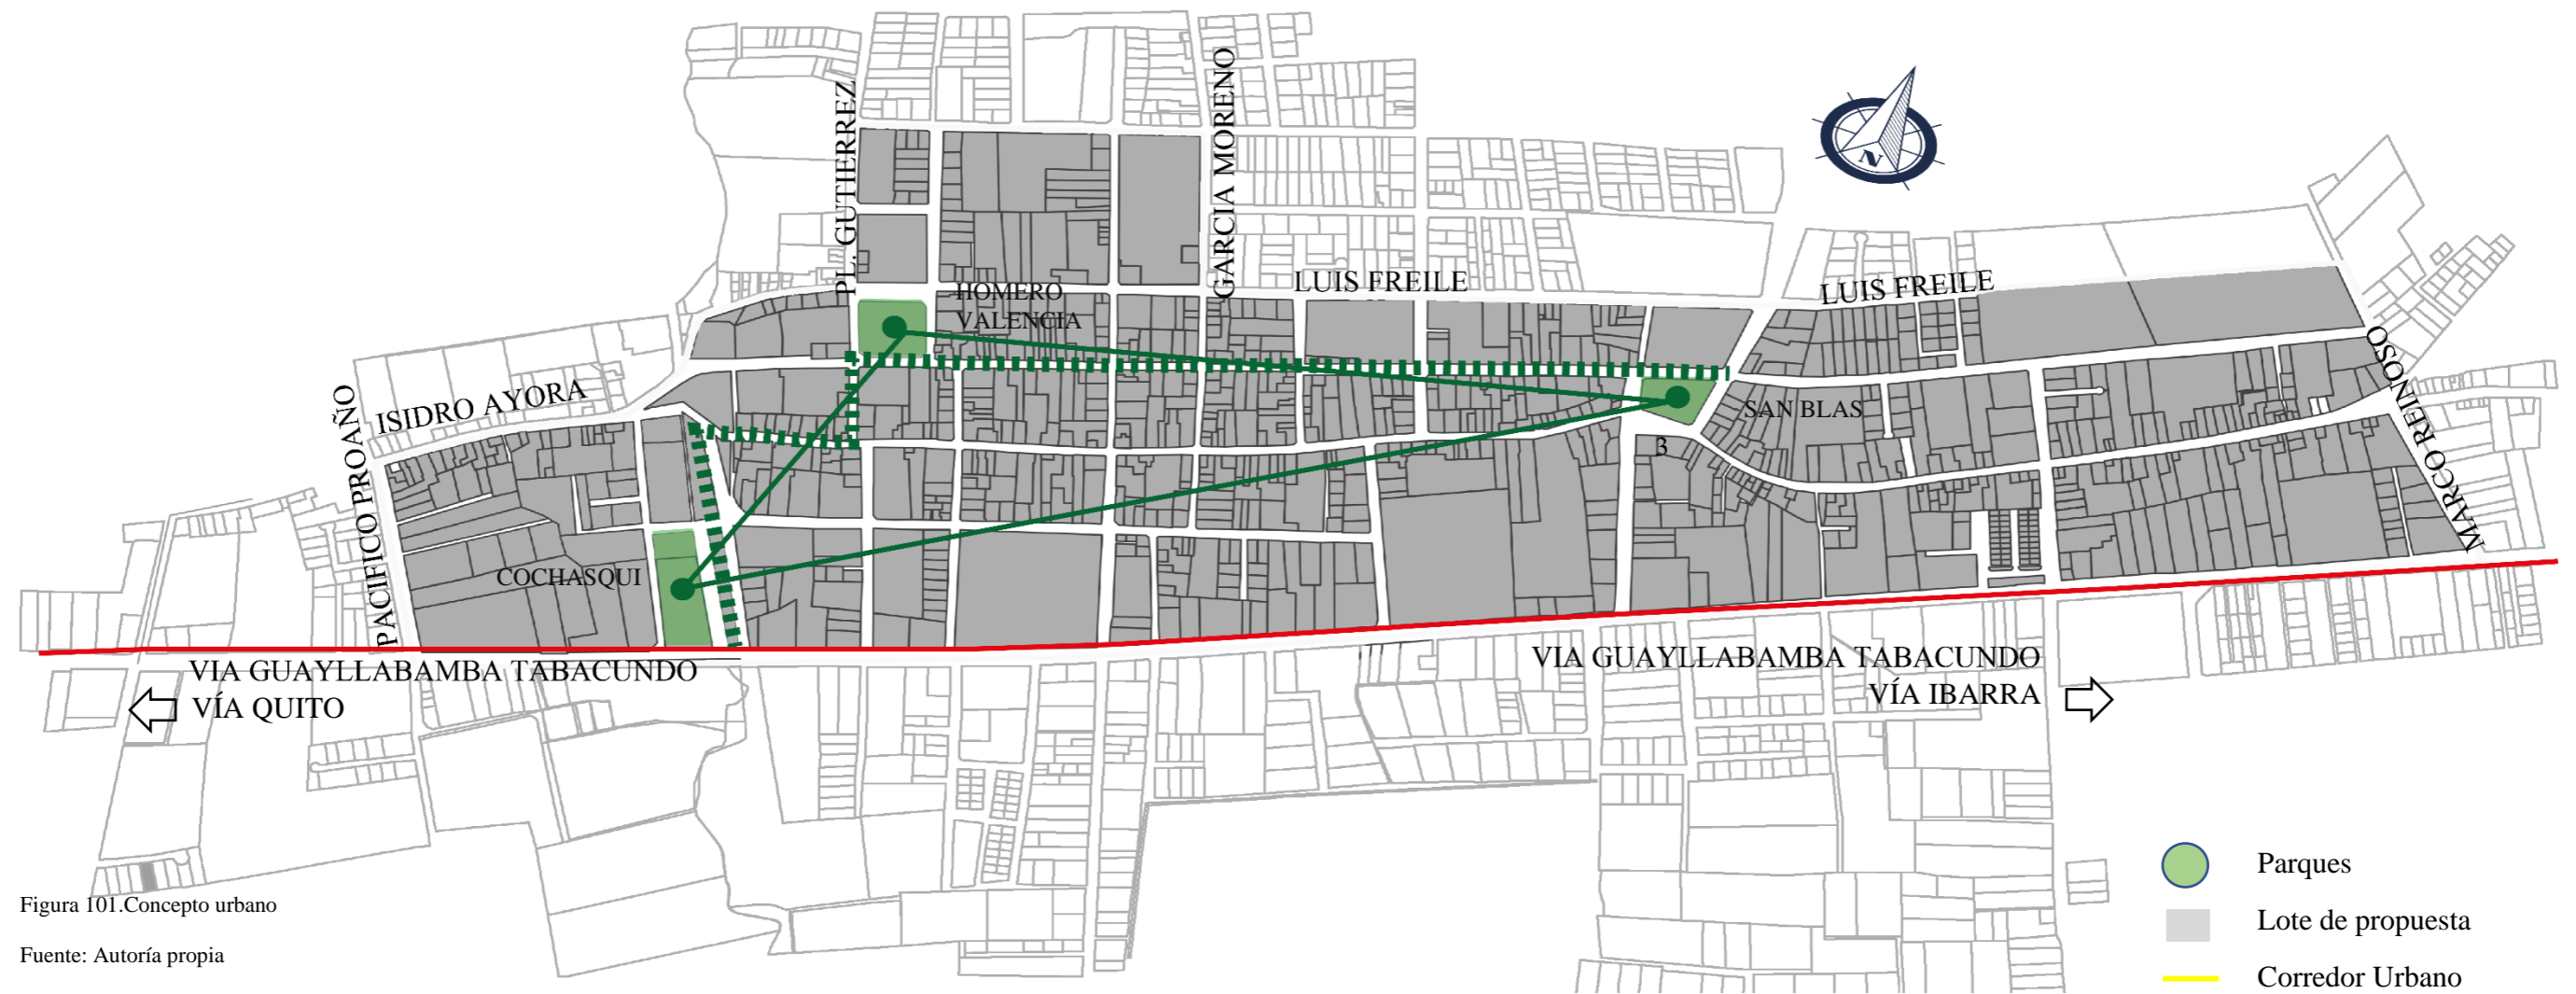 PL. GUTIERREZ
GARCIA MORENO
N
HOMERO
VALENCIA
LUIS FREILE
LUIS FREILE
ISIDRO AYORA
PACIFICO PROAÑO
SAN BLAS
3
MARCO REINOSO
COCHASQUI
VIA GUAYLLABAMBA TABACUNDO
VÍA QUITO
VIA GUAYLLABAMBA TABACUNDO
VÍA IBARRA
Parques
Lote de propuesta
Corredor Urbano
Figura 101.Concepto urbano
Fuente: Autoría propia